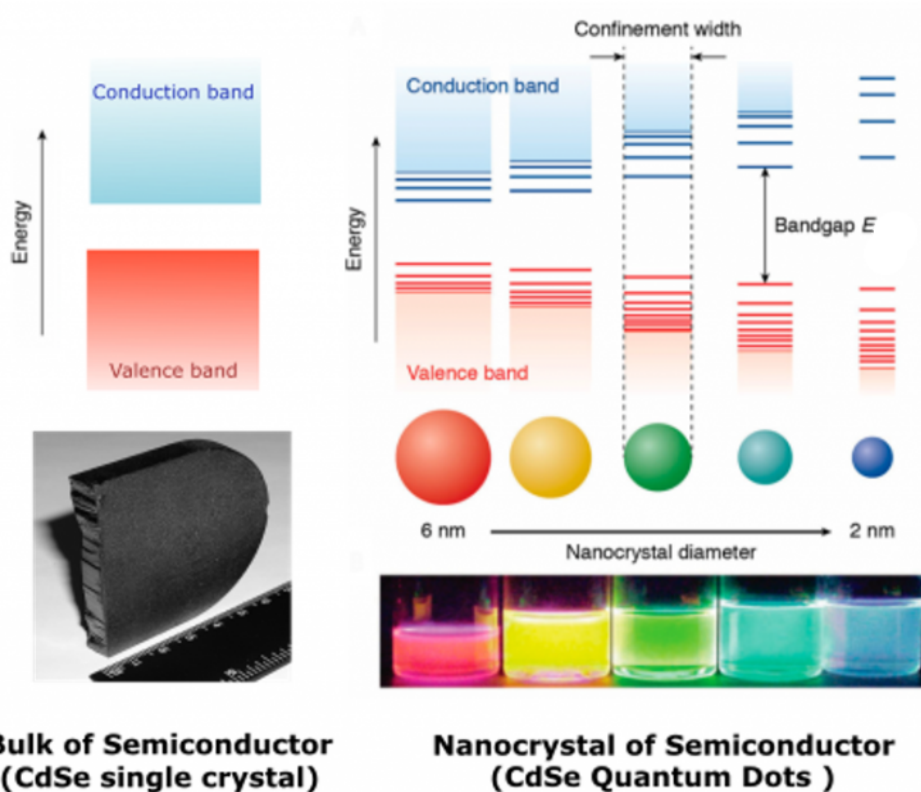 Confinement width
Conduction band
Conduction band
Energy
Energy
Bandgap E
Valence band
Valence band
6 nm
2 nm
Nanocrystal diameter
of Semiconductor
(CdSe single crystal)
Nanocrystal of Semiconductor
(CdSe Quantum Dots )